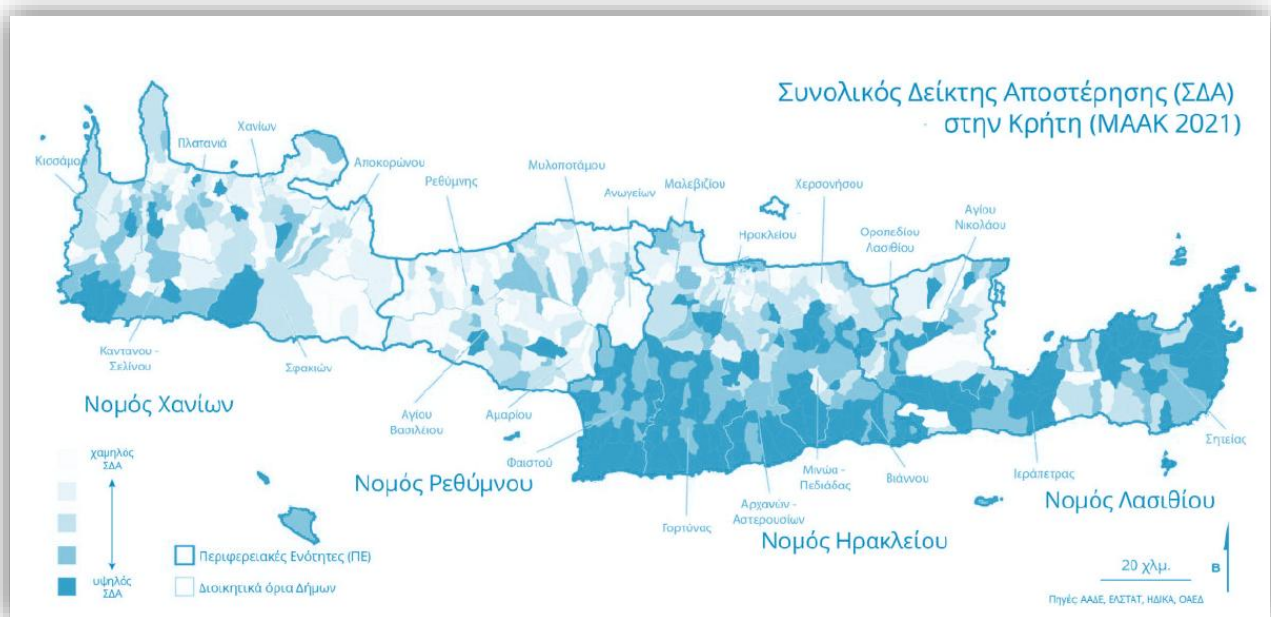 Συνολικός Δείκτης Αποστέρησης (ΣΔΑ)
στην Κρήτη (ΜΑΑΚ 2021)
Χανίων
Πλατανιά
Κισσάμου
Αποκορώνου
Ρεθύμνης
Μυλοποτάμου
Ανωγείων
Μαλεβιζίου
Χερσονήσου
Ηρακλείου
Οροπεδίου
Λασιθίου
Αγίου
Νικολάου
Καντανου -
Σελίνου
Σφακιών
Νομός Χανίων
Αγίου
Βασιλείου
Αμαρίου
Φαιστού
Νομός Ρεθύμνου
Γορτύνας
Αρχανών -
Αστερουσίων
Μινώα -
Πεδιάδας
Βιάννου
Νομός Ηρακλείου
Ιεράπετρας
Σητείας
Νομός Λασιθίου
χαμηλός
ΣΔΑ
υψηλός
ΣΔΑ
Περιφερειακές Ενότητες (ΠΕ)
Διοικητικά όρια Δήμων
20 χλμ.
Β
Πηγές: ΑΑΔΕ, ΕΛΣΤΑΤ, ΗΔΙΚΑ, ΟΑΕΔ